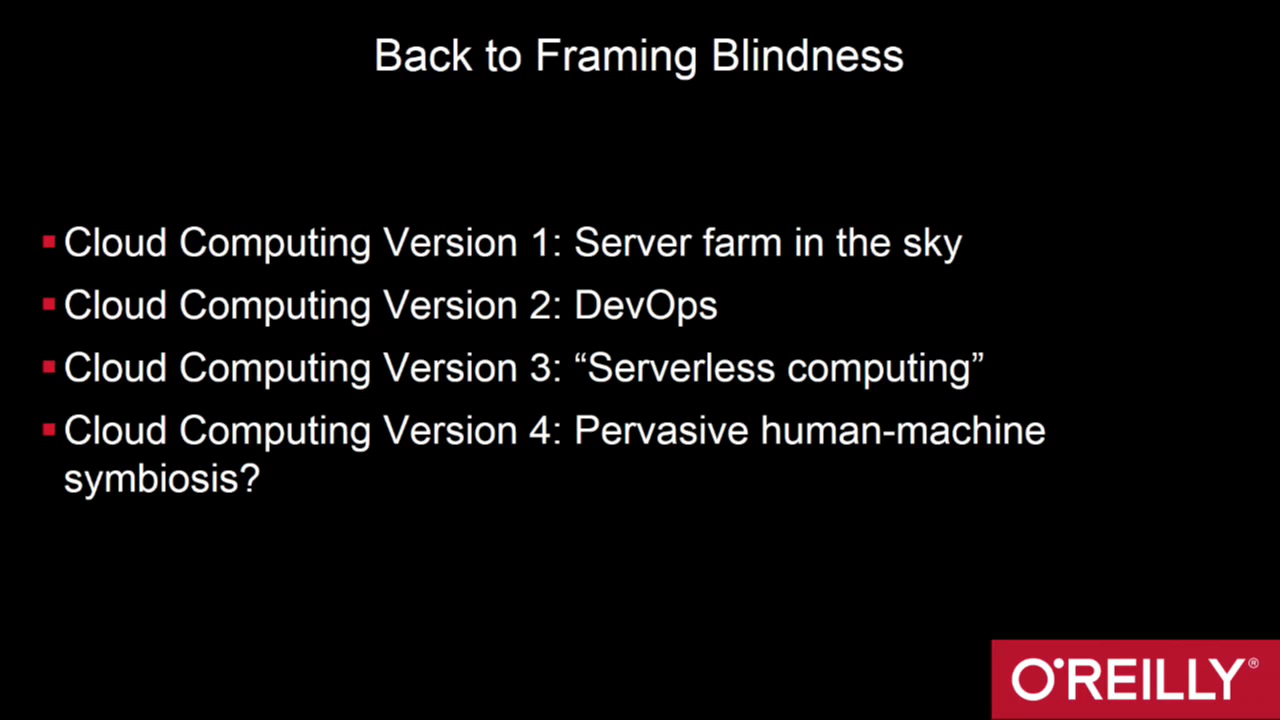 Back to Framing Blindness
Cloud Computing Version 1: Server farm in the sky
Cloud Computing Version 2: DevOps
Cloud Computing Version 3: “Serverless computing”
Cloud Computing Version 4: Pervasive human-machine
symbiosis?
O'REILLY®